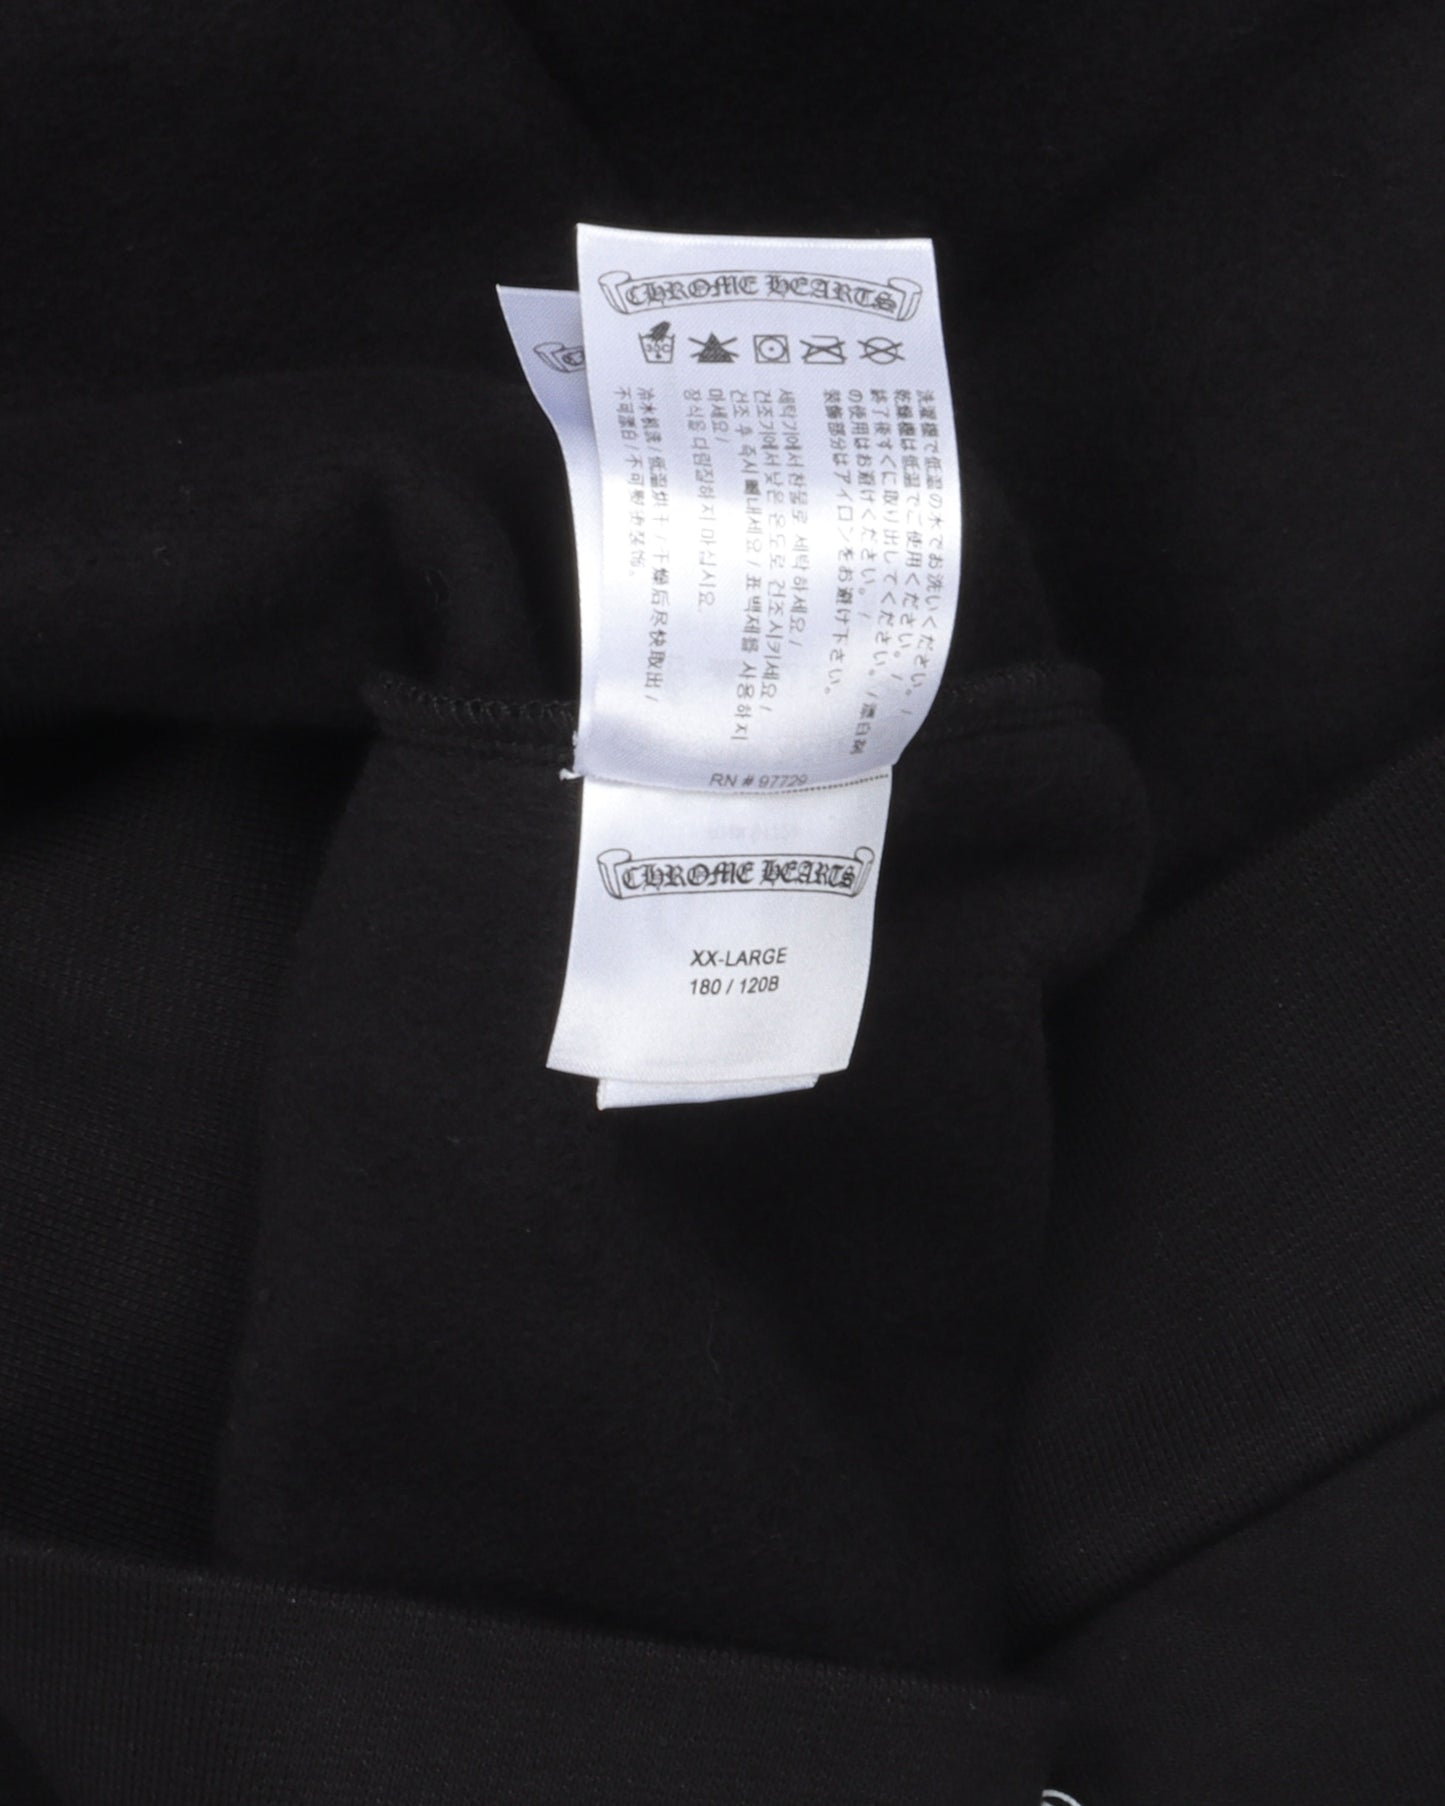 CHROME HEARTS
洗濯機で低温の水でお洗いください。/
乾燥機は低温でご使用ください。/
終了後すぐに取り出してください。/漂白剤
の使用はお避けください。/
装飾部分はアイロンをお避け下さい。
세탁기에서 찬물로 세탁하세요 /
건조기에서 낮은 온도로 건조시키세요 /
건조 후 즉시 꺼내세요 / 표백제를 사용하지
마세요 /
장식을 다림질하지 마십시요
冷水机洗 / 低温烘干 / 干燥后尽快取出 /
不可漂白 / 不可熨烫装饰。
RN # 97729
CHROME HEARTS
XX-LARGE
180 / 120B